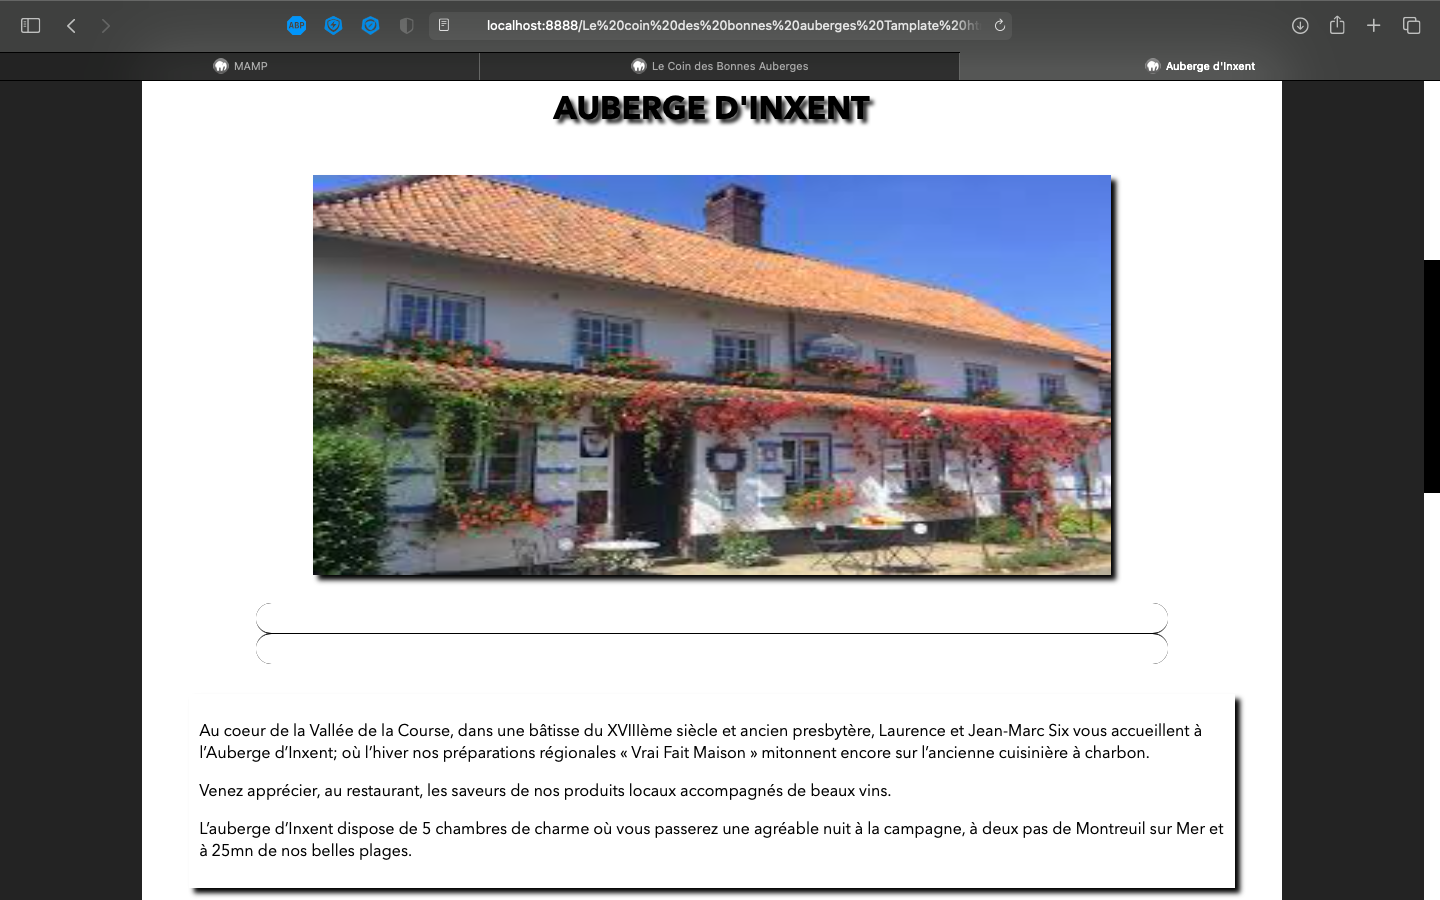 ABP
localhost:8888/Le%20coin%20des%20bonnes%20auberges%20Tamplate%20ht
MAMP
Le Coin des Bonnes Auberges
Auberge d'Inxent
AUBERGE D'INXENT
Au coeur de la Vallée de la Course, dans une bâtisse du XVIIIème siècle et ancien presbytère, Laurence et Jean-Marc Six vous accueillent à
l’Auberge d’Inxent; où l’hiver nos préparations régionales « Vrai Fait Maison » mitonnent encore sur l’ancienne cuisinière à charbon.
Venez apprécier, au restaurant, les saveurs de nos produits locaux accompagnés de beaux vins.
L’auberge d’Inxent dispose de 5 chambres de charme où vous passerez une agréable nuit à la campagne, à deux pas de Montreuil sur Mer et
à 25mn de nos belles plages.